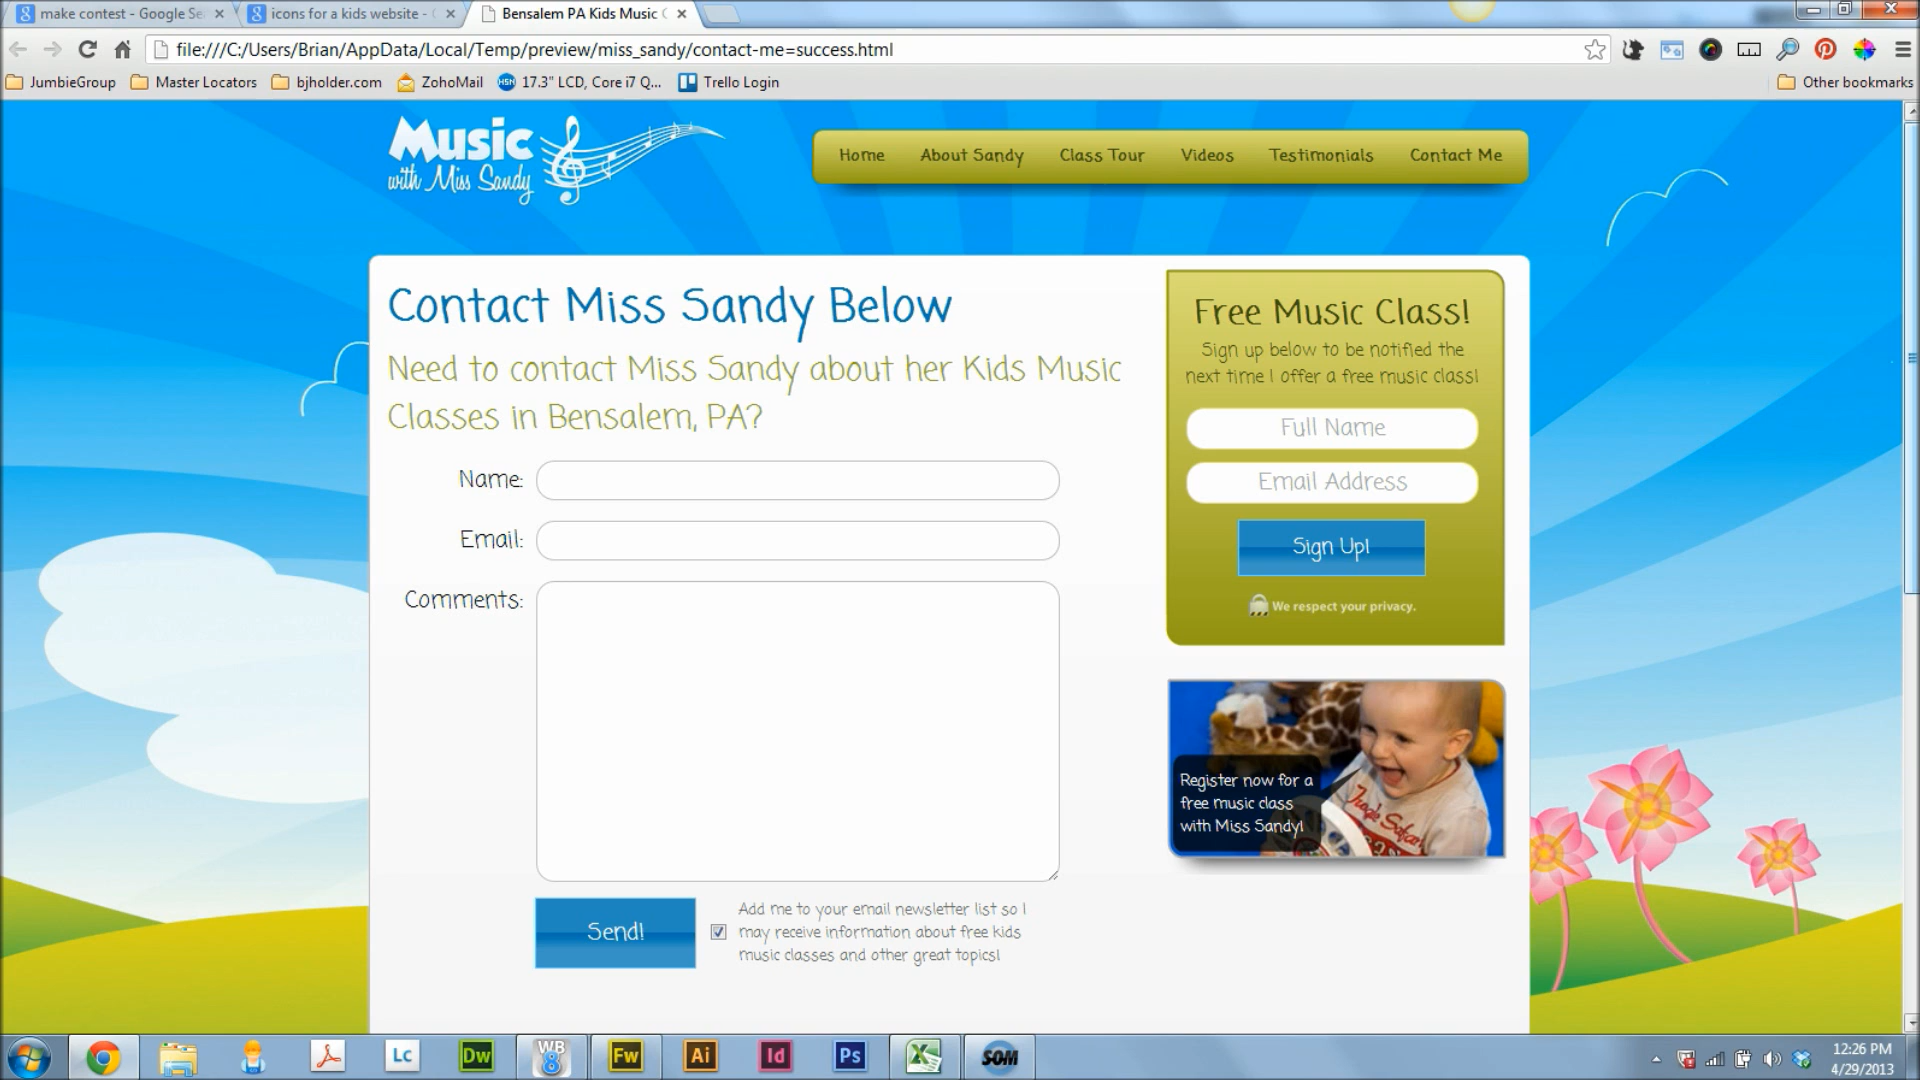 make contest - Google Se
icons for a kids website -
Bensalem PA Kids Music
file:///C:/Users/Brian/AppData/Local/Temp/preview/miss_sandy/contact-me=success.html
JumbieGroup
Master Locators
bjholder.com
ZohoMail
HSN
17.3" LCD, Core i7 Q...
Trello Login
Other bookmarks
Music
with Miss Sandy
Home
About Sandy
Class Tour
Videos
Testimonials
Contact Me
Contact Miss Sandy Below
Need to contact Miss Sandy about her Kids Music
Classes in Bensalem, PA?
Name:
Email:
Comments:
Send!
Add me to your email newsletter list so I
may receive information about free kids
music classes and other great topics!
Free Music Class!
Sign up below to be notified the
next time I offer a free music class!
Full Name
Email Address
Sign Up!
We respect your privacy.
Register now for a
free music class
with Miss Sandy!
Jungle Safari
Lc
Dw
WB
8
Fw
Ai
Id
Ps
SOM
12:26 PM
4/29/2013